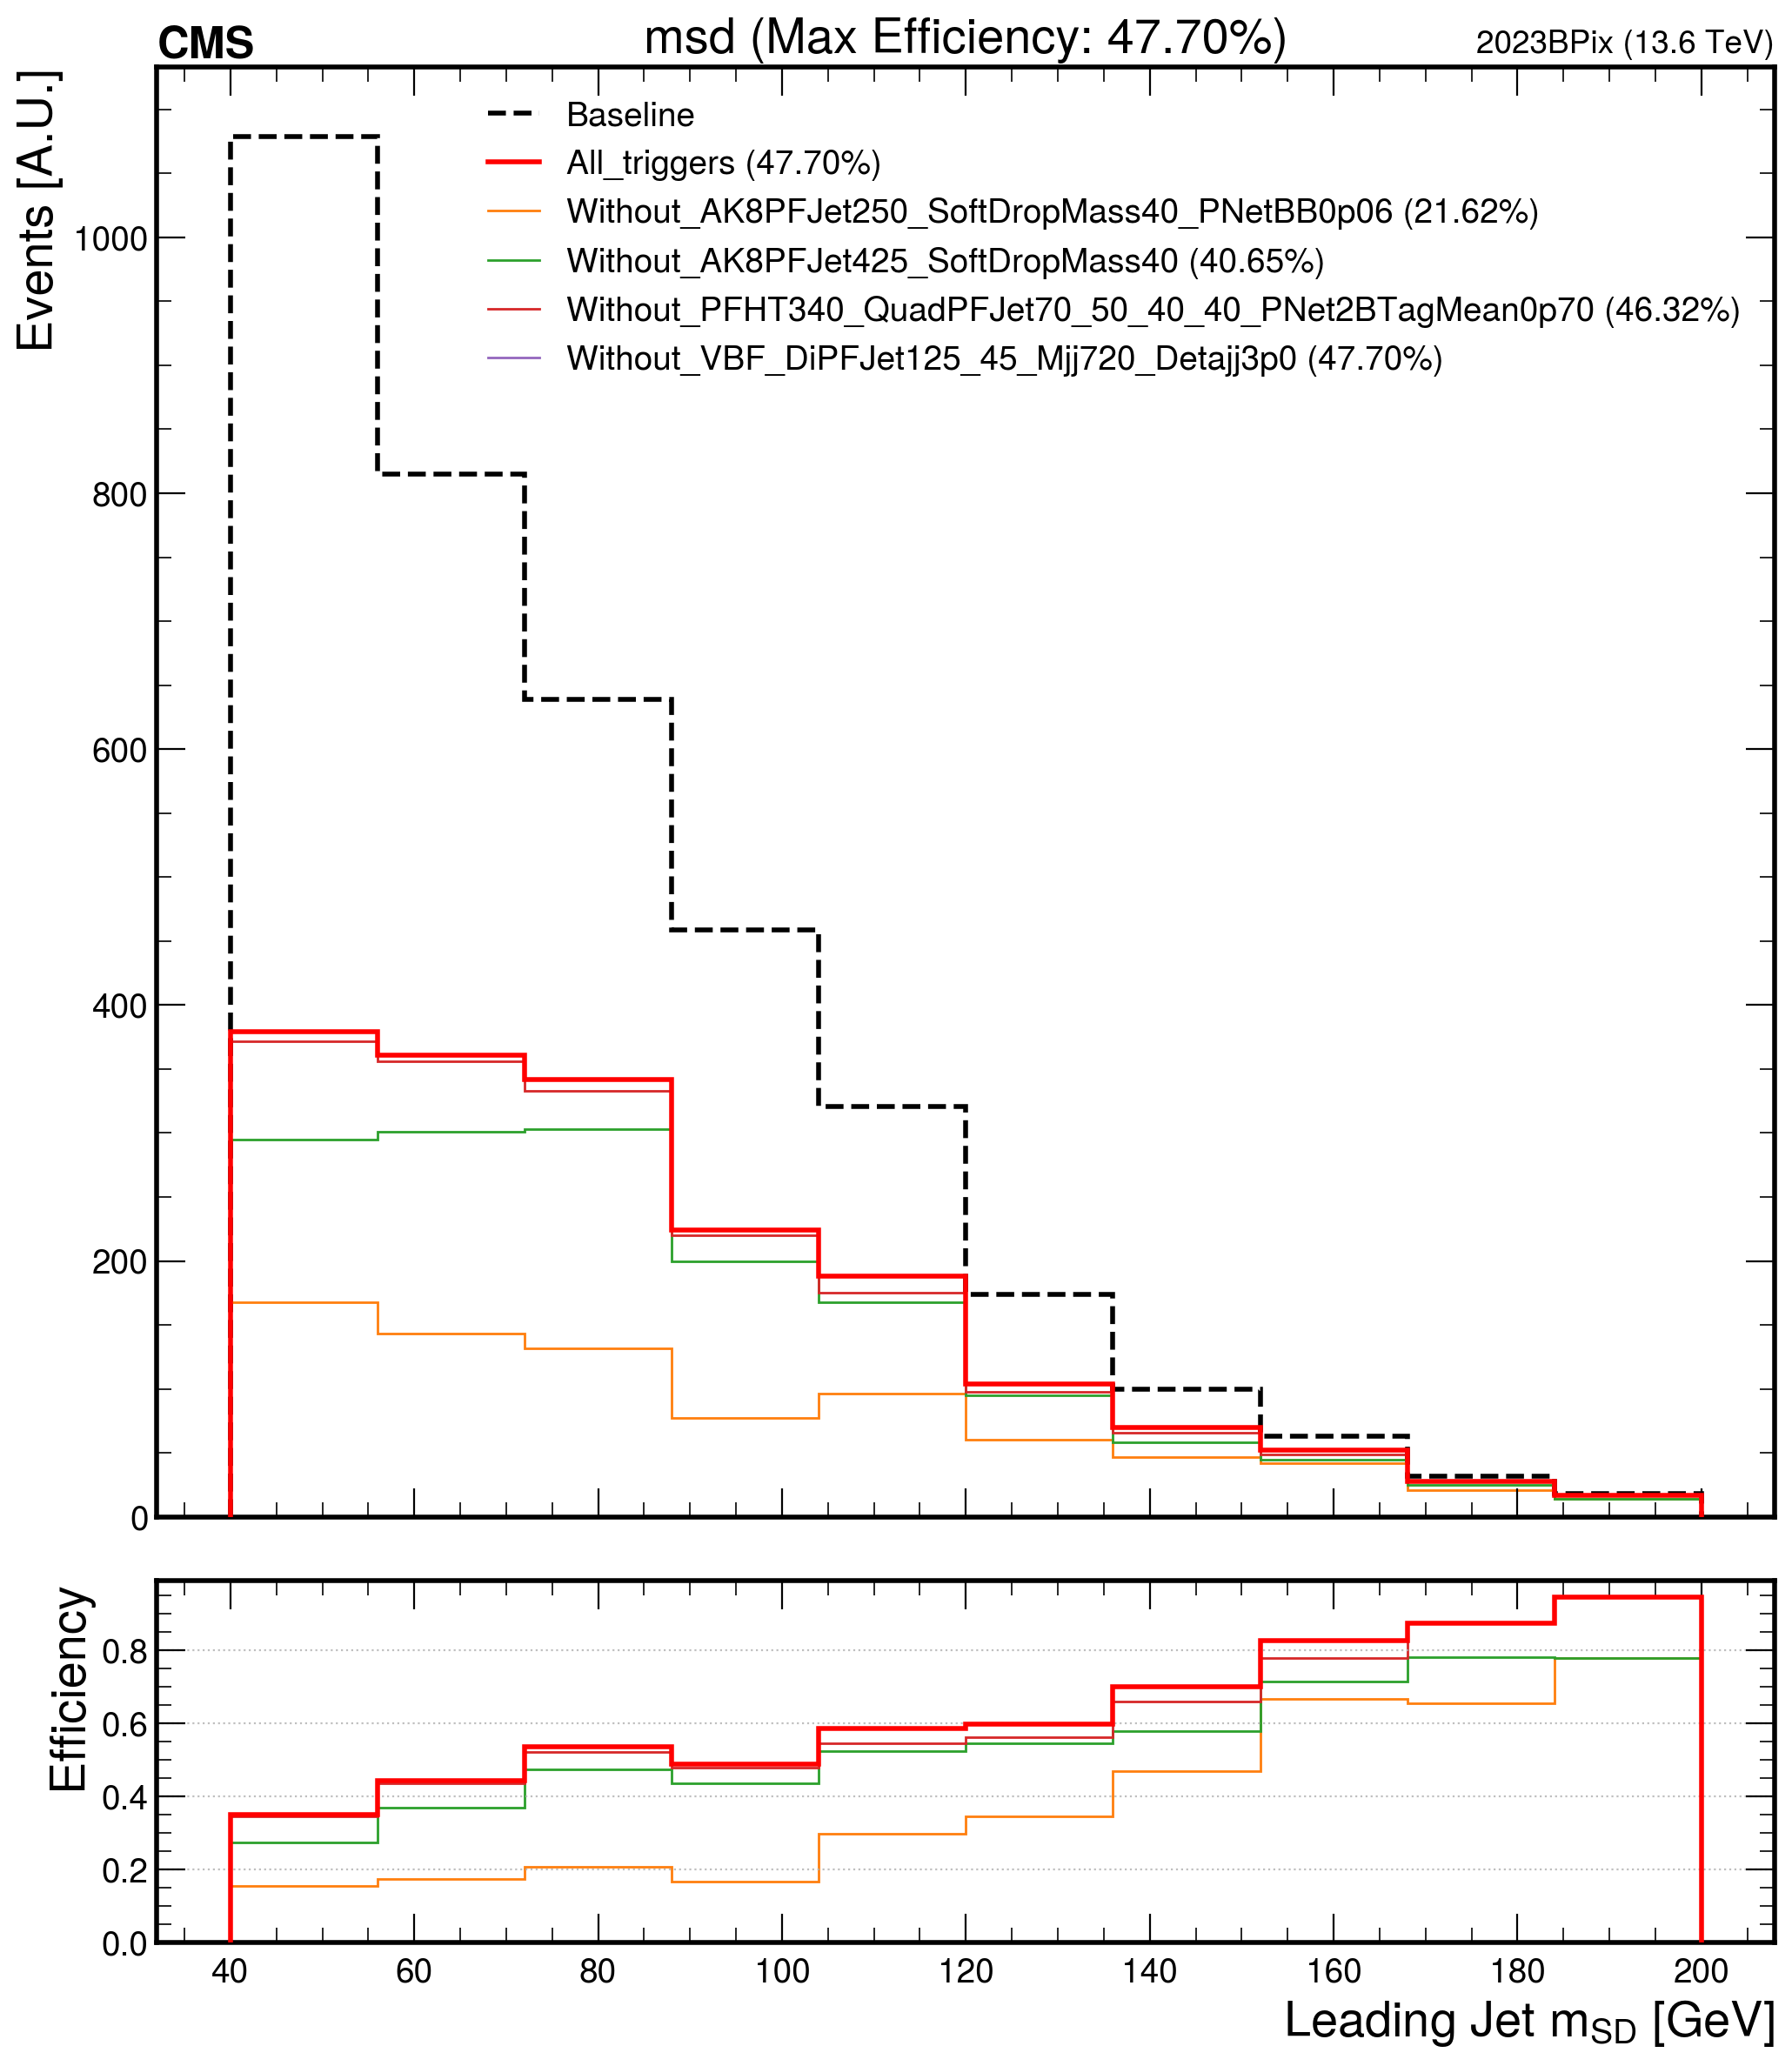 CMS msd (Max Efficiency: 47.70%) 2023BPix (13.6 TeV)
Events [A.U.]
Baseline
All_triggers (47.70%)
Without_AK8PFJet250_SoftDropMass40_PNetBB0p06 (21.62%)
Without_AK8PFJet425_SoftDropMass40 (40.65%)
Without_PFHT340_QuadPFJet70_50_40_40_PNet2BTagMean0p70 (46.32%)
Without_VBF_DiPFJet125_45_Mjj720_Detajj3p0 (47.70%)
1000
800
600
400
200
0
Efficiency
0.8
0.6
0.4
0.2
0.0
40 60 80 100 120 140 160 180 200
Leading Jet m_SD [GeV]